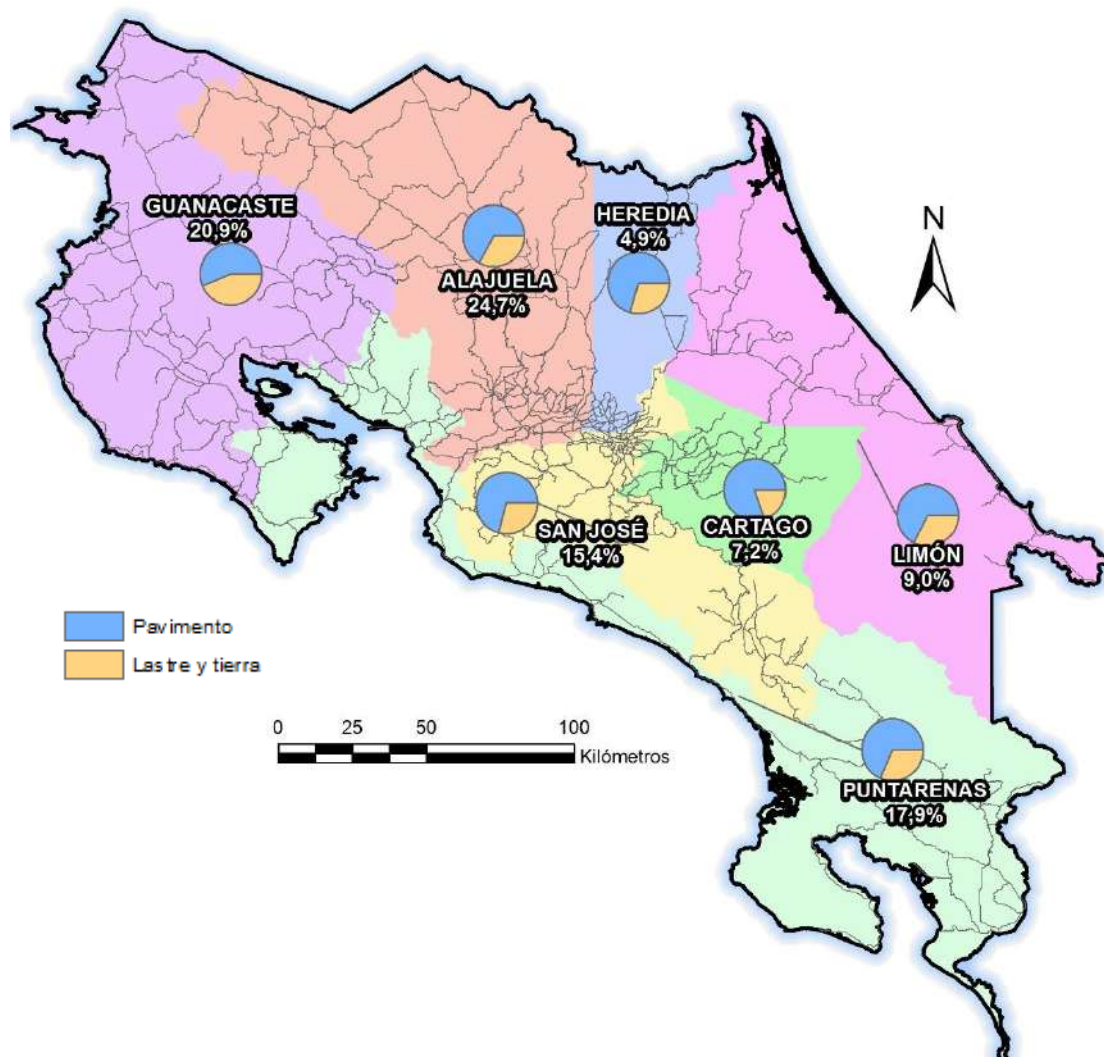 GUANACASTE
20,9%
ALAJUELA
24,7%
HEREDIA
4,9%
N
SAN JOSÉ
15,4%
CARTAGO
7,2%
LIMÓN
9,0%
Pavimento
Lastre y tierra
0 25 50 100
Kilómetros
PUNTARENAS
17,9%